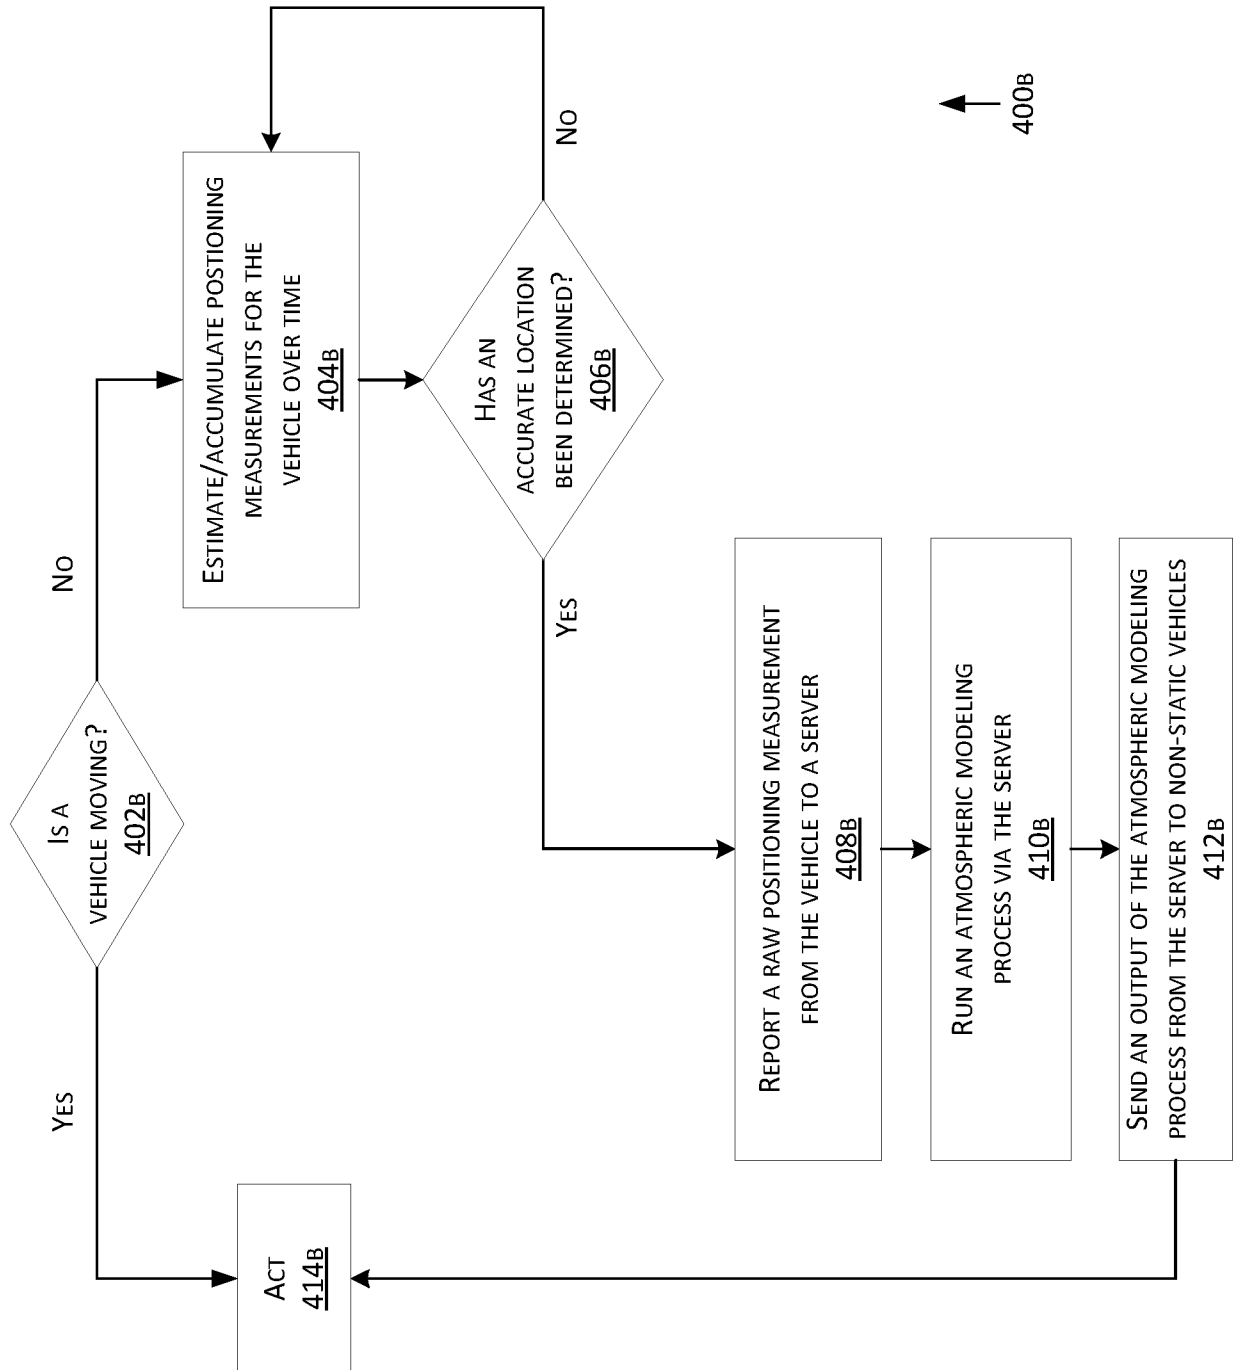 Is a
vehicle moving?
402B
Yes
No
Estimate/accumulate postioning
measurements for the
vehicle over time
404B
Has an
accurate location
been determined?
406B
No
Yes
Report a raw positioning measurement
from the vehicle to a server
408B
Run an atmospheric modeling
process via the server
410B
Send an output of the atmospheric modeling
process from the server to non-static vehicles
412B
Act
414B
400B